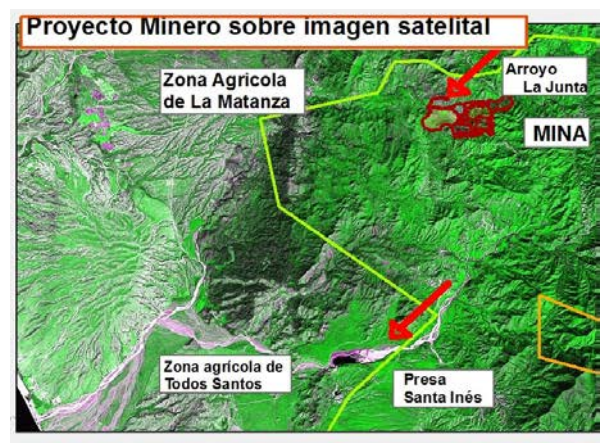 Proyecto Minero sobre imagen satelital
Zona Agrícola
de La Matanza
Arroyo
La Junta
MINA
Zona agrícola de
Todos Santos
Presa
Santa Inés